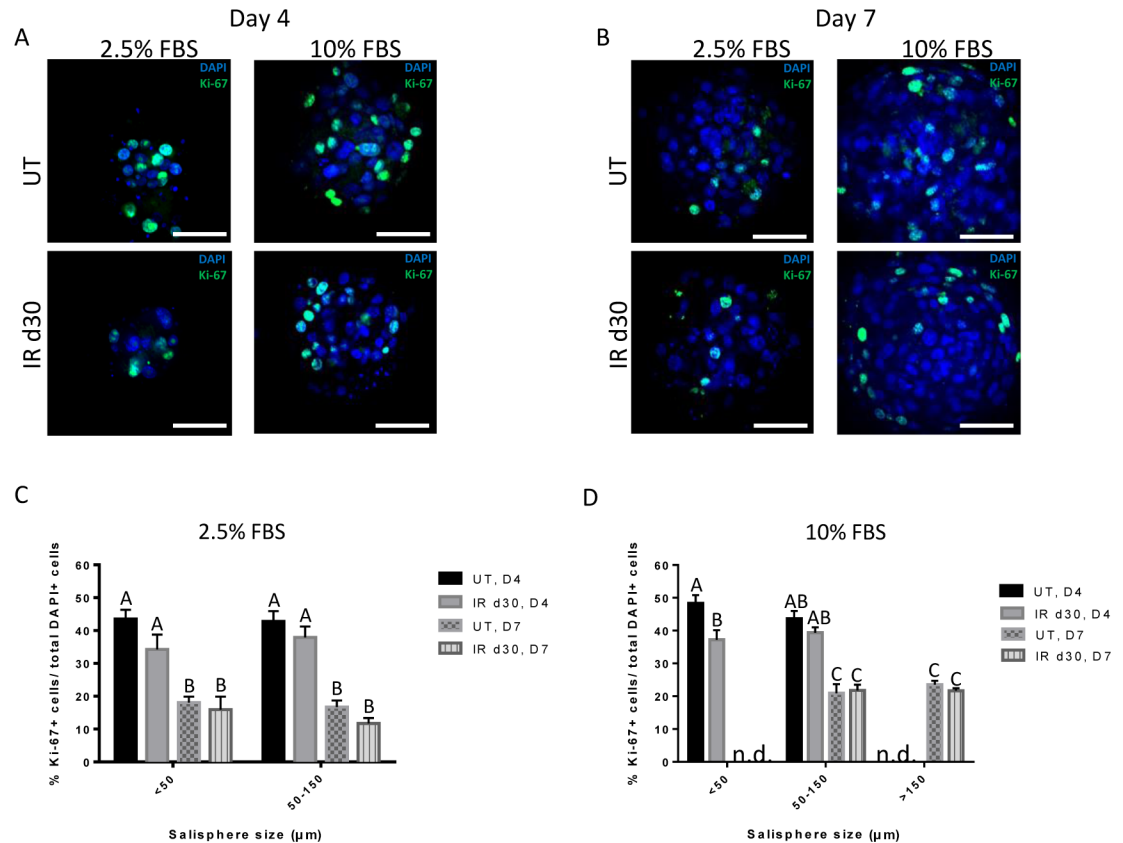 Day 4
Day 7
A
B
2.5% FBS
10% FBS
2.5% FBS
10% FBS
DAPI
Ki-67
DAPI
Ki-67
DAPI
Ki-67
DAPI
Ki-67
UT
UT
DAPI
Ki-67
DAPI
Ki-67
DAPI
Ki-67
DAPI
Ki-67
IR d30
IR d30
C
2.5% FBS
% Ki-67+ cells/ total DAPI+ cells
60
50
40
30
20
10
0
A
A
B
B
A
A
B
B
<50
50-150
Salisphere size (µm)
UT, D4
IR d30, D4
UT, D7
IR d30, D7
D
10% FBS
% Ki-67+ cells/ total DAPI+ cells
60
50
40
30
20
10
0
A
B
n.d.
AB
AB
C
C
n.d.
C
C
<50
50-150
>150
Salisphere size (µm)
UT, D4
IR d30, D4
UT, D7
IR d30, D7